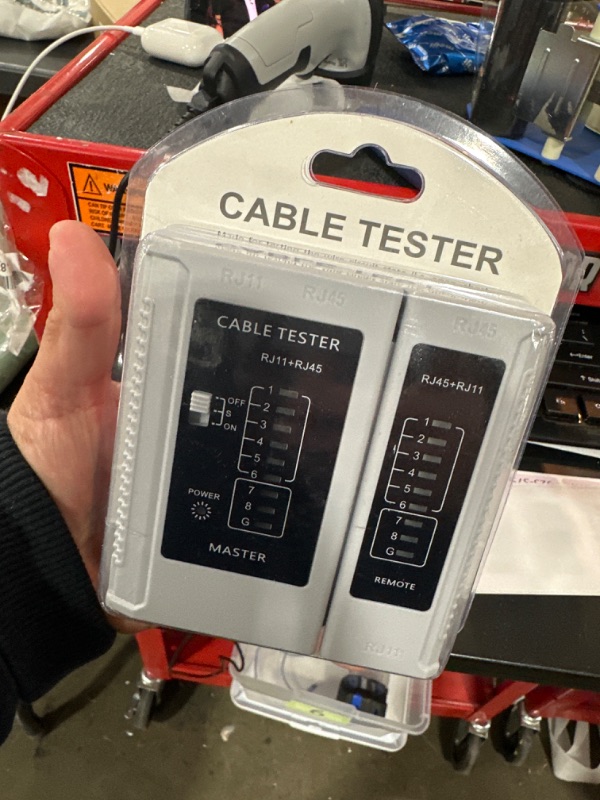 CABLE TESTER
RJ11
RJ45
RJ45
CABLE TESTER
RJ11+RJ45
OFF
S
ON
1
2
3
4
5
6
7
8
G
POWER
MASTER
RJ45+RJ11
1
2
3
4
5
6
7
8
G
REMOTE
RJ11